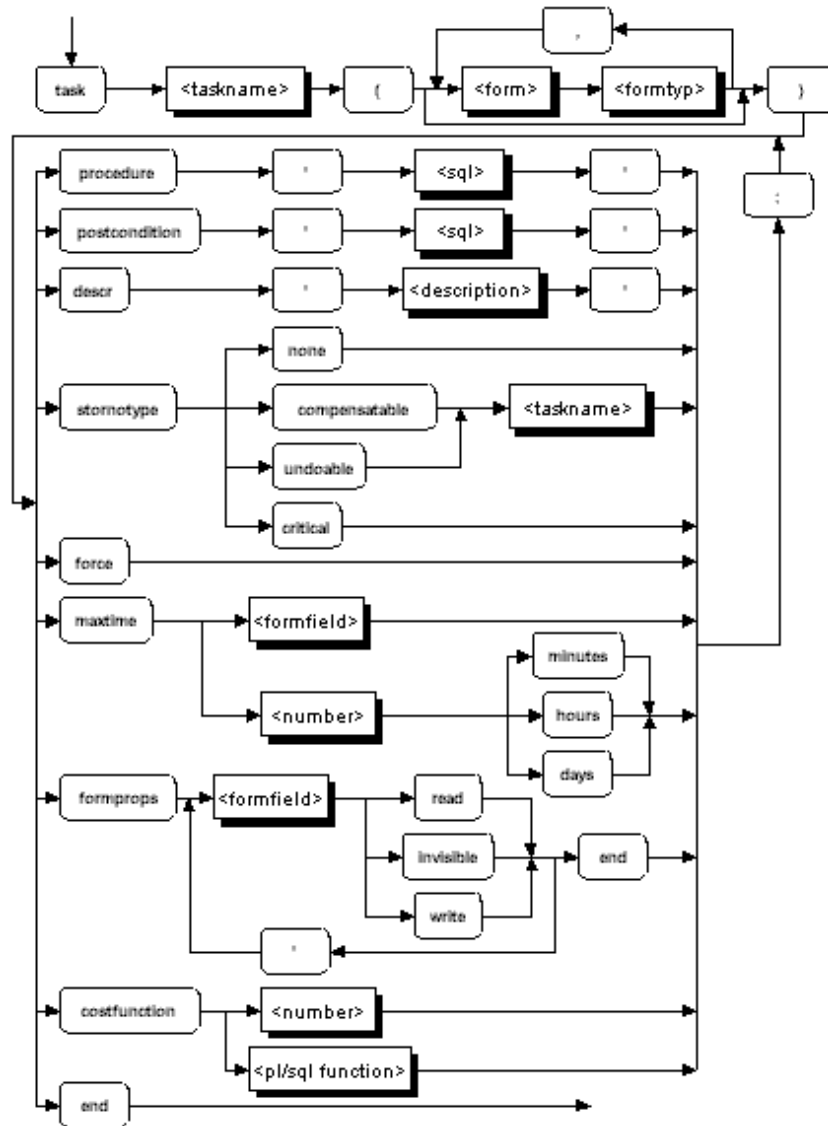 ,
task <taskname> ( <form> <formtyp> )
procedure " <sql> "
;
postcondition " <sql> "
descr " <description> "
none
stornotype compensatable <taskname>
undoable
critical
force
maxtime <formfield>
minutes
<number> hours
days
formprops <formfield> read
invisible end
write
"
costfunction <number>
<pl/sql function>
end